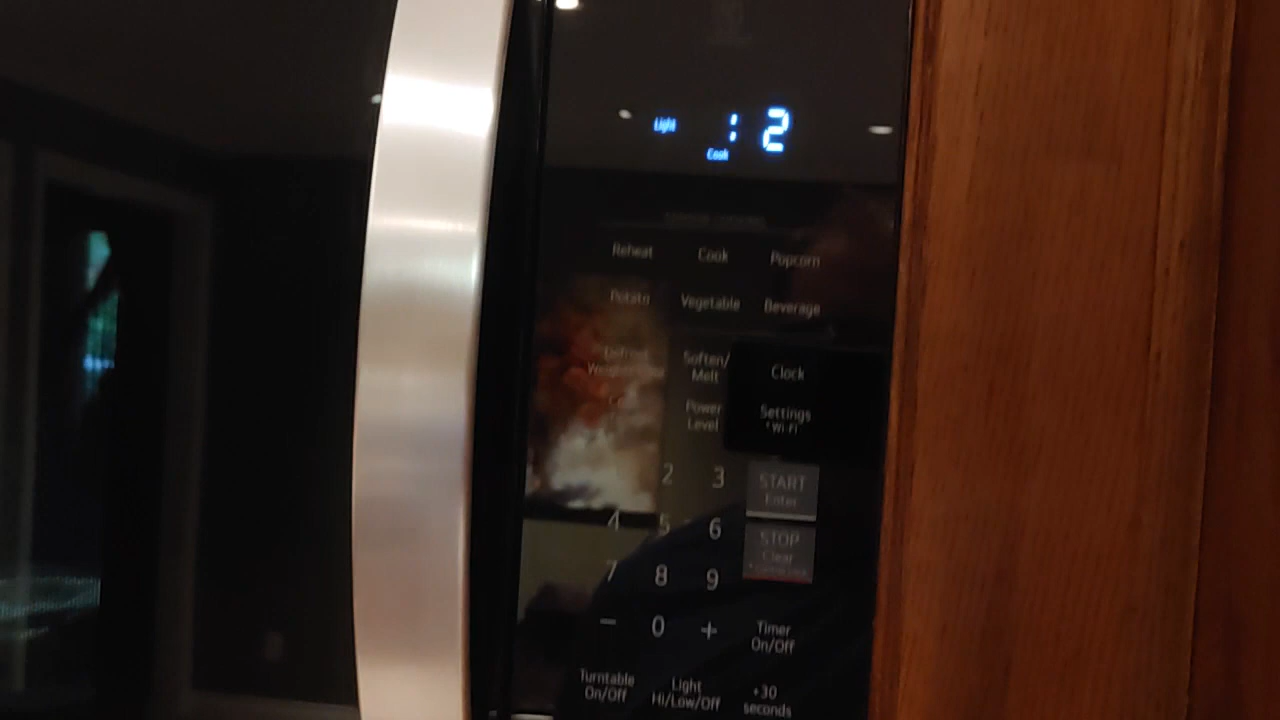 Light : 2
Cook
Reheat Cook Popcorn
Potato Vegetable Beverage
Defrost Soften/
Melt Clock
Power
Level Settings
*Wi-Fi
2 3 START
Enter
4 5 6 STOP
Clear
7 8 9
− 0 + Timer
On/Off
Turntable Light +30
On/Off Hi/Low/Off seconds